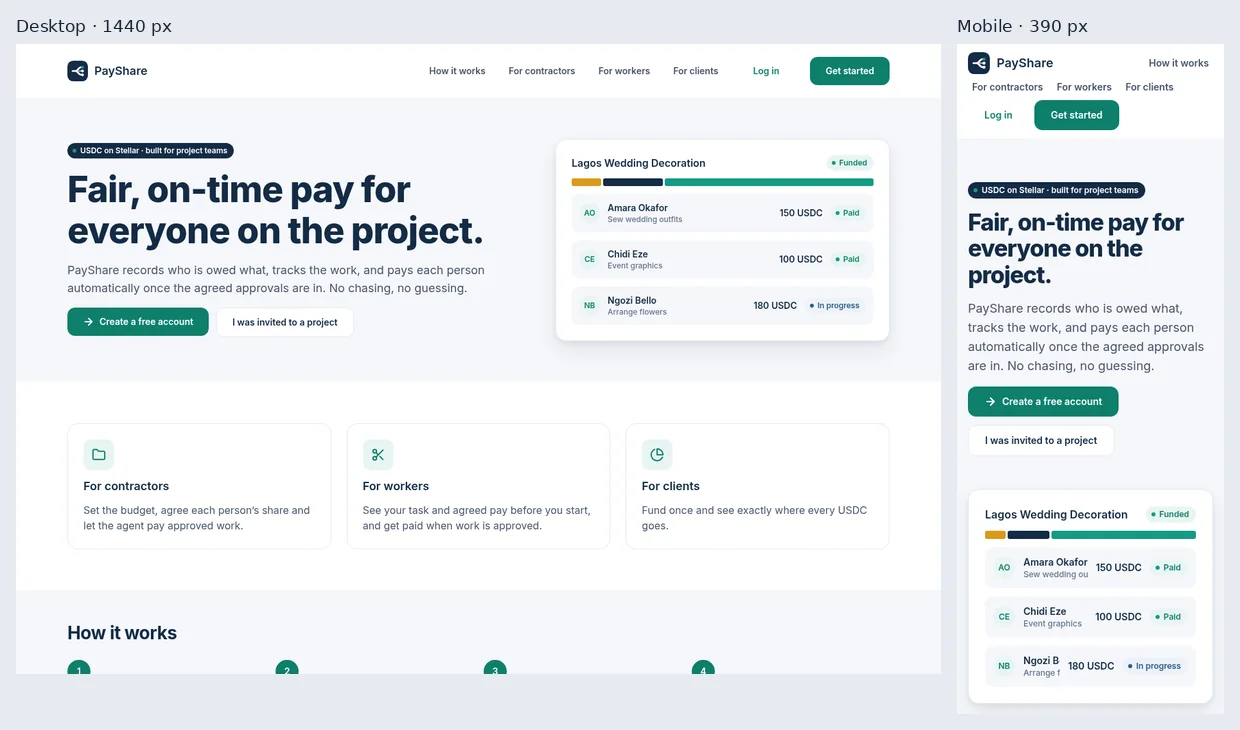 Desktop · 1440 px
PayShare
How it works
For contractors
For workers
For clients
Log in
Get started
USDC on Stellar · built for project teams
Fair, on-time pay for
everyone on the project.
PayShare records who is owed what, tracks the work, and pays each person
automatically once the agreed approvals are in. No chasing, no guessing.
Create a free account
I was invited to a project
Lagos Wedding Decoration
Funded
AO
Amara Okafor
Sew wedding outfits
150 USDC
Paid
CE
Chidi Eze
Event graphics
100 USDC
Paid
NB
Ngozi Bello
Arrange flowers
180 USDC
In progress
For contractors
Set the budget, agree each person's share and
let the agent pay approved work.
For workers
See your task and agreed pay before you start,
and get paid when work is approved.
For clients
Fund once and see exactly where every USDC
goes.
How it works
1
2
3
4
Mobile · 390 px
PayShare
How it works
For contractors
For workers
For clients
Log in
Get started
USDC on Stellar · built for project teams
Fair, on-time pay for
everyone on the
project.
PayShare records who is owed what,
tracks the work, and pays each person
automatically once the agreed approvals
are in. No chasing, no guessing.
Create a free account
I was invited to a project
Lagos Wedding Decoration
Funded
AO
Amara Okafor
Sew wedding ou
150 USDC
Paid
CE
Chidi Eze
Event graphics
100 USDC
Paid
NB
Ngozi B
Arrange f
180 USDC
In progress